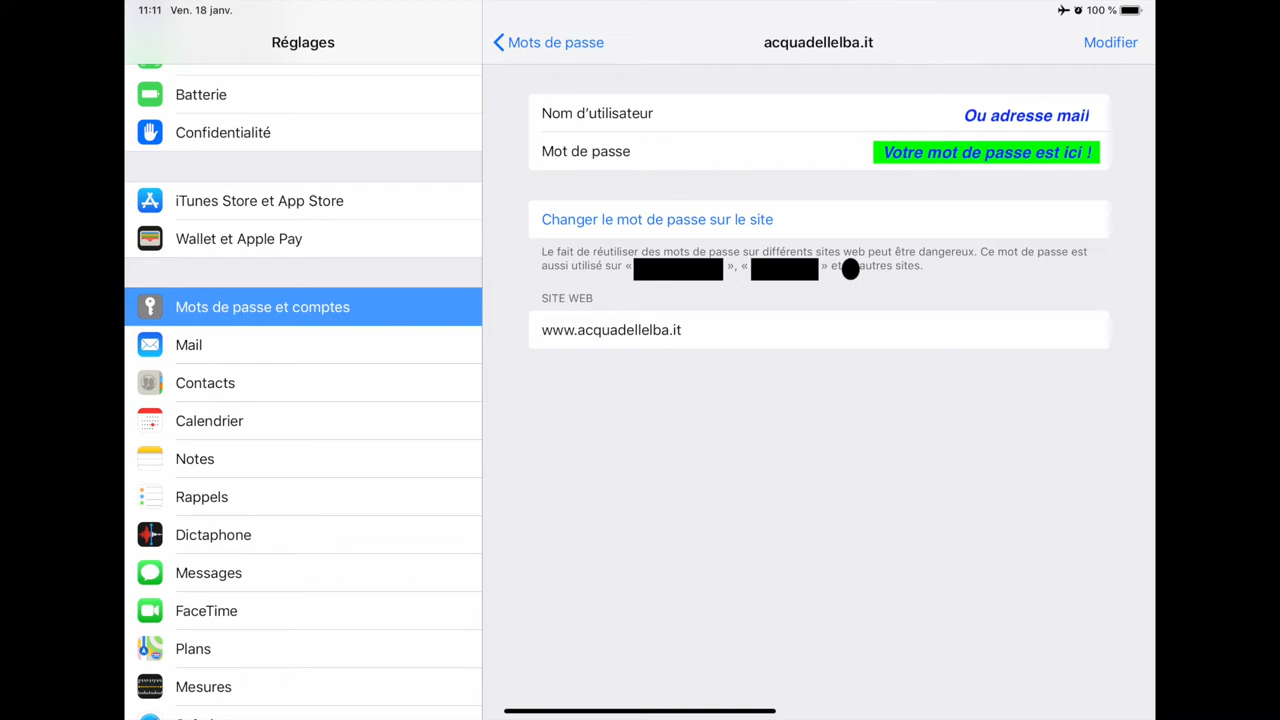 11:11 Ven. 18 janv.
100 %
Réglages
Batterie
Confidentialité
iTunes Store et App Store
Wallet et Apple Pay
Mots de passe et comptes
Mail
Contacts
Calendrier
Notes
Rappels
Dictaphone
Messages
FaceTime
Plans
Mesures
Mots de passe
acquadellelba.it
Modifier
Nom d'utilisateur
Ou adresse mail
Mot de passe
Votre mot de passe est ici !
Changer le mot de passe sur le site
Le fait de réutiliser des mots de passe sur différents sites web peut être dangereux. Ce mot de passe est
aussi utilisé sur « », « » et autres sites.
SITE WEB
www.acquadellelba.it